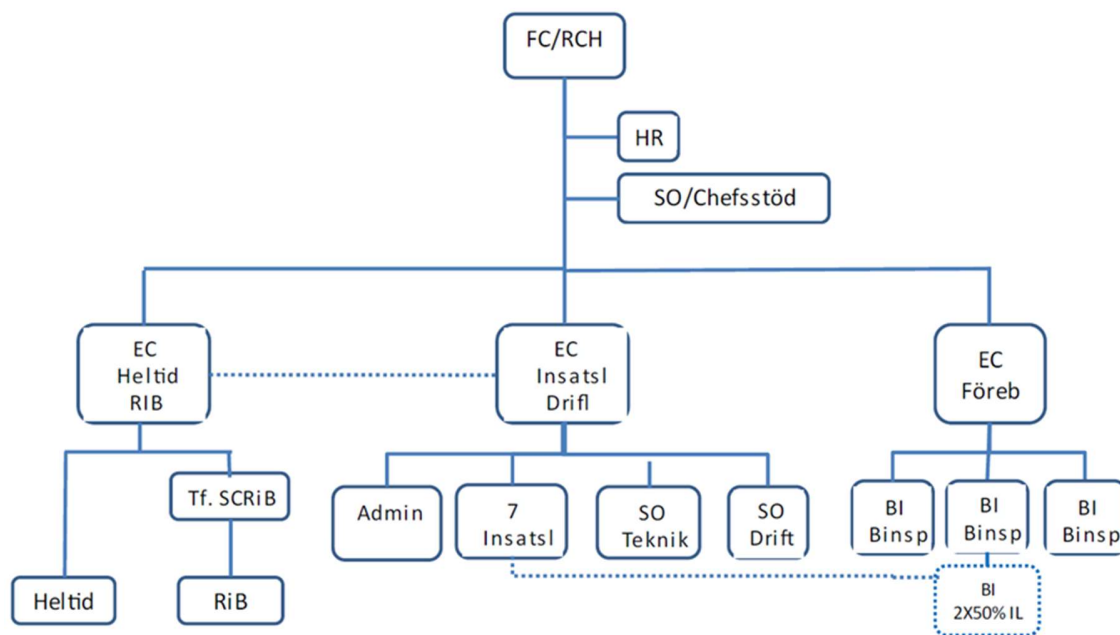 FC/RCH
HR
SO/Chefsstöd
EC
Heltid
RIB
EC
Insatsl
Drifl
EC
Föreb
Tf. SCRiB
Admin
7
Insatsl
SO
Teknik
SO
Drift
BI
Binsp
BI
Binsp
BI
Binsp
Heltid
RiB
BI
2X50% IL